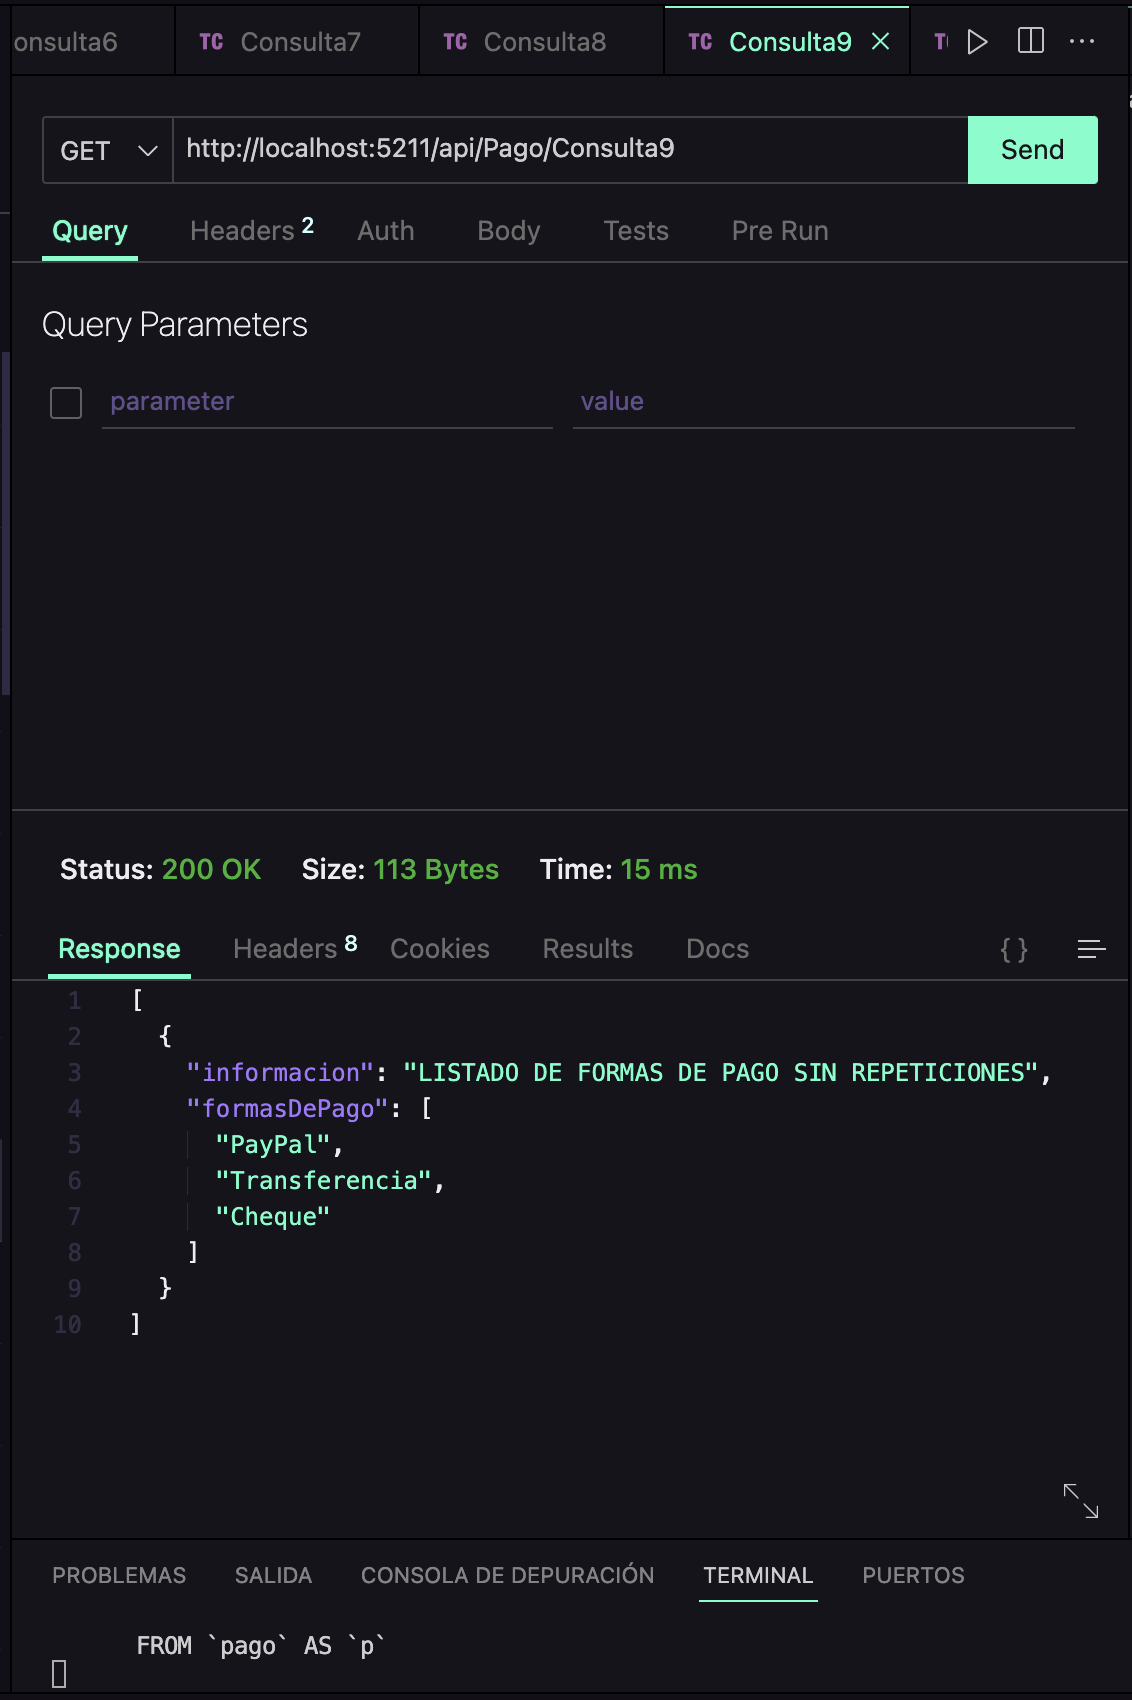 onsulta6 TC Consulta7 TC Consulta8 TC Consulta9
GET http://localhost:5211/api/Pago/Consulta9 Send
Query Headers 2 Auth Body Tests Pre Run
Query Parameters
parameter value
Status: 200 OK Size: 113 Bytes Time: 15 ms
Response Headers 8 Cookies Results Docs { }
1 [
2 {
3 "informacion": "LISTADO DE FORMAS DE PAGO SIN REPETICIONES",
4 "formasDePago": [
5 "PayPal",
6 "Transferencia",
7 "Cheque"
8 ]
9 }
10 ]
PROBLEMAS SALIDA CONSOLA DE DEPURACIÓN TERMINAL PUERTOS
FROM `pago` AS `p`